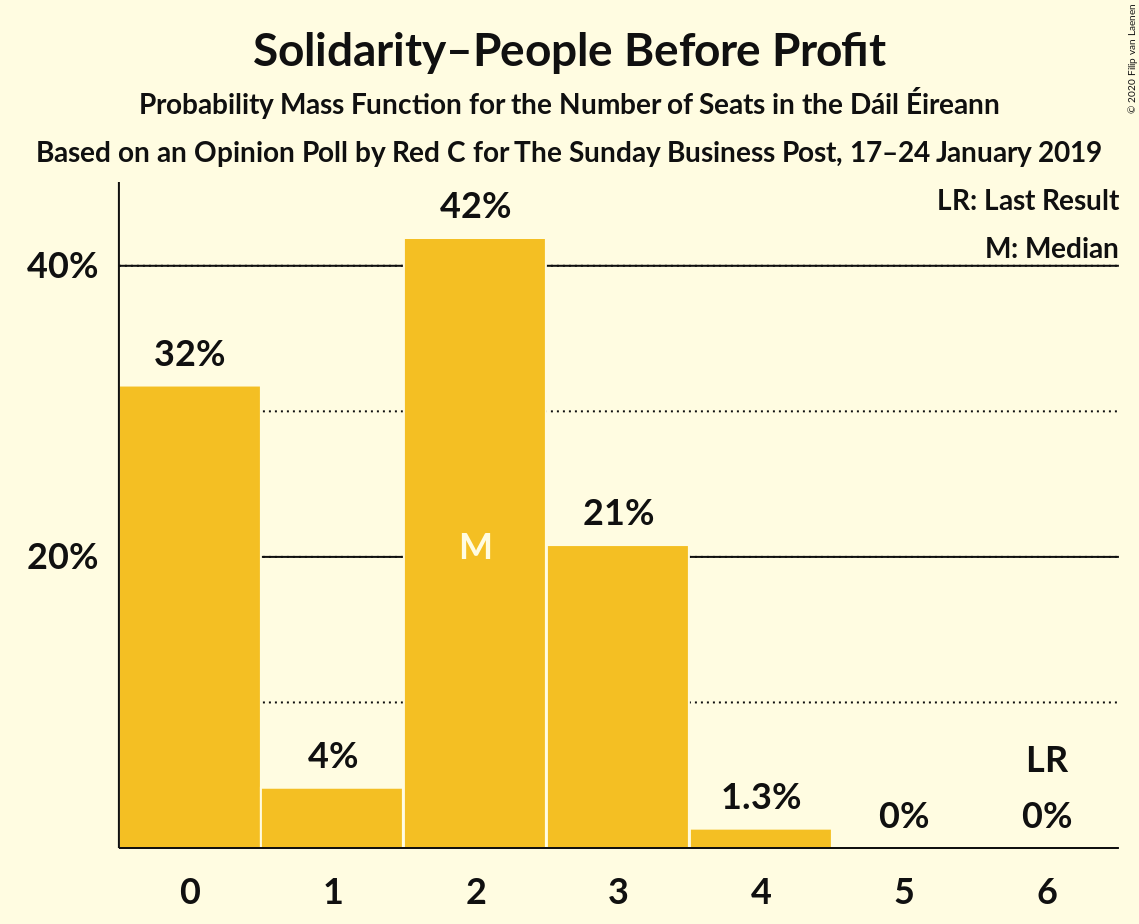 Solidarity–People Before Profit
Probability Mass Function for the Number of Seats in the Dáil Éireann
Based on an Opinion Poll by Red C for The Sunday Business Post, 17–24 January 2019
© 2020 Filip van Laenen
LR: Last Result
M: Median
40%
20%
32%
4%
42%
M
21%
1.3%
0%
LR
0%
0 1 2 3 4 5 6